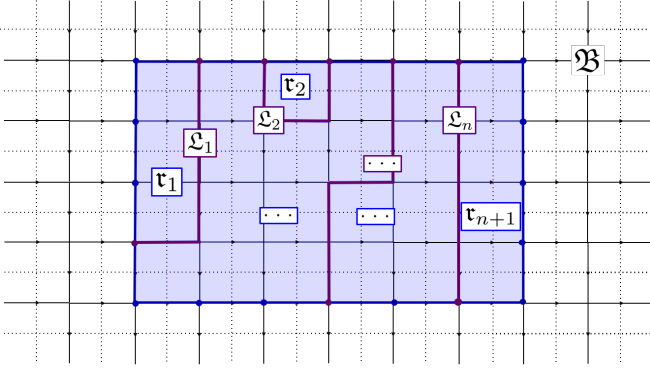 𝔅
𝔯₂
𝔏₂
𝔏ₙ
𝔏₁
· · ·
𝔯₁
· · ·
· · ·
𝔯ₙ₊₁